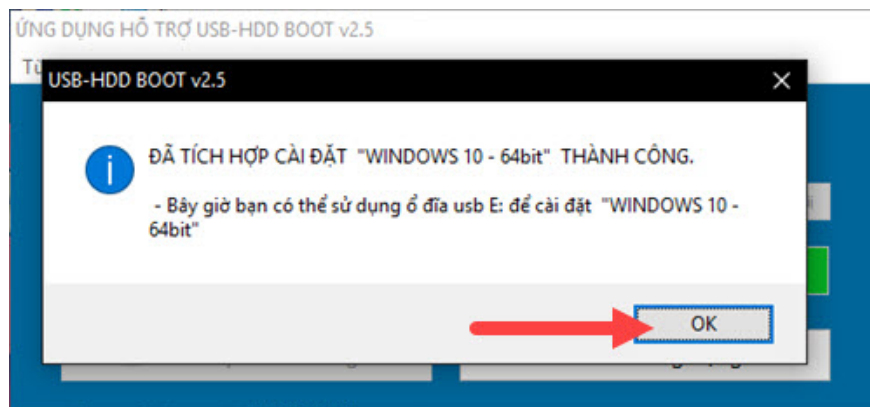 ỨNG DỤNG HỖ TRỢ USB-HDD BOOT v2.5
USB-HDD BOOT v2.5
ĐÃ TÍCH HỢP CÀI ĐẶT "WINDOWS 10 - 64bit" THÀNH CÔNG.
- Bây giờ bạn có thể sử dụng ổ đĩa usb E: để cài đặt "WINDOWS 10 -
64bit"
OK